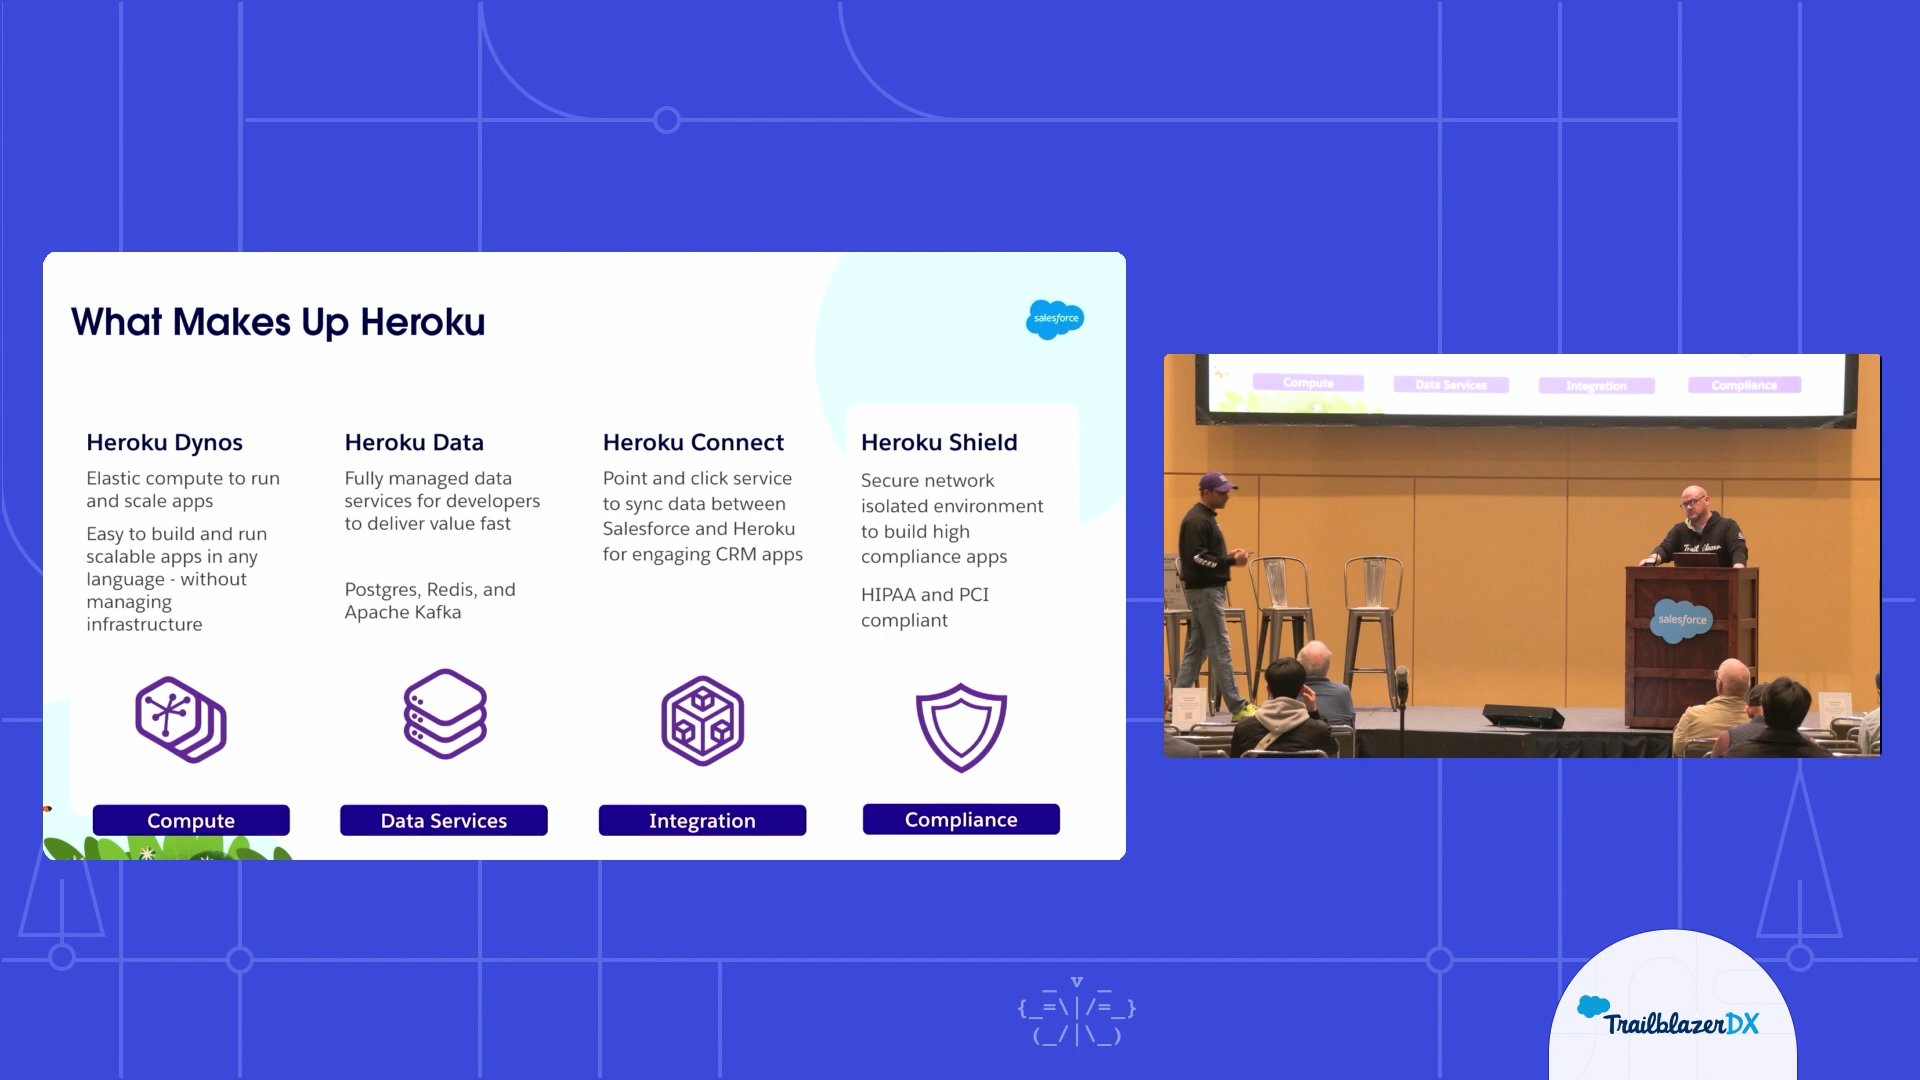 What Makes Up Heroku
salesforce
Heroku Dynos
Elastic compute to run
and scale apps
Easy to build and run
scalable apps in any
language - without
managing
infrastructure
Compute
Heroku Data
Fully managed data
services for developers
to deliver value fast
Postgres, Redis, and
Apache Kafka
Data Services
Heroku Connect
Point and click service
to sync data between
Salesforce and Heroku
for engaging CRM apps
Integration
Heroku Shield
Secure network
isolated environment
to build high
compliance apps
HIPAA and PCI
compliant
Compliance
Compute
Data Services
Integration
Compliance
salesforce
_ v _
{_=\|/=_}
(_/|\_)
TrailblazerDX